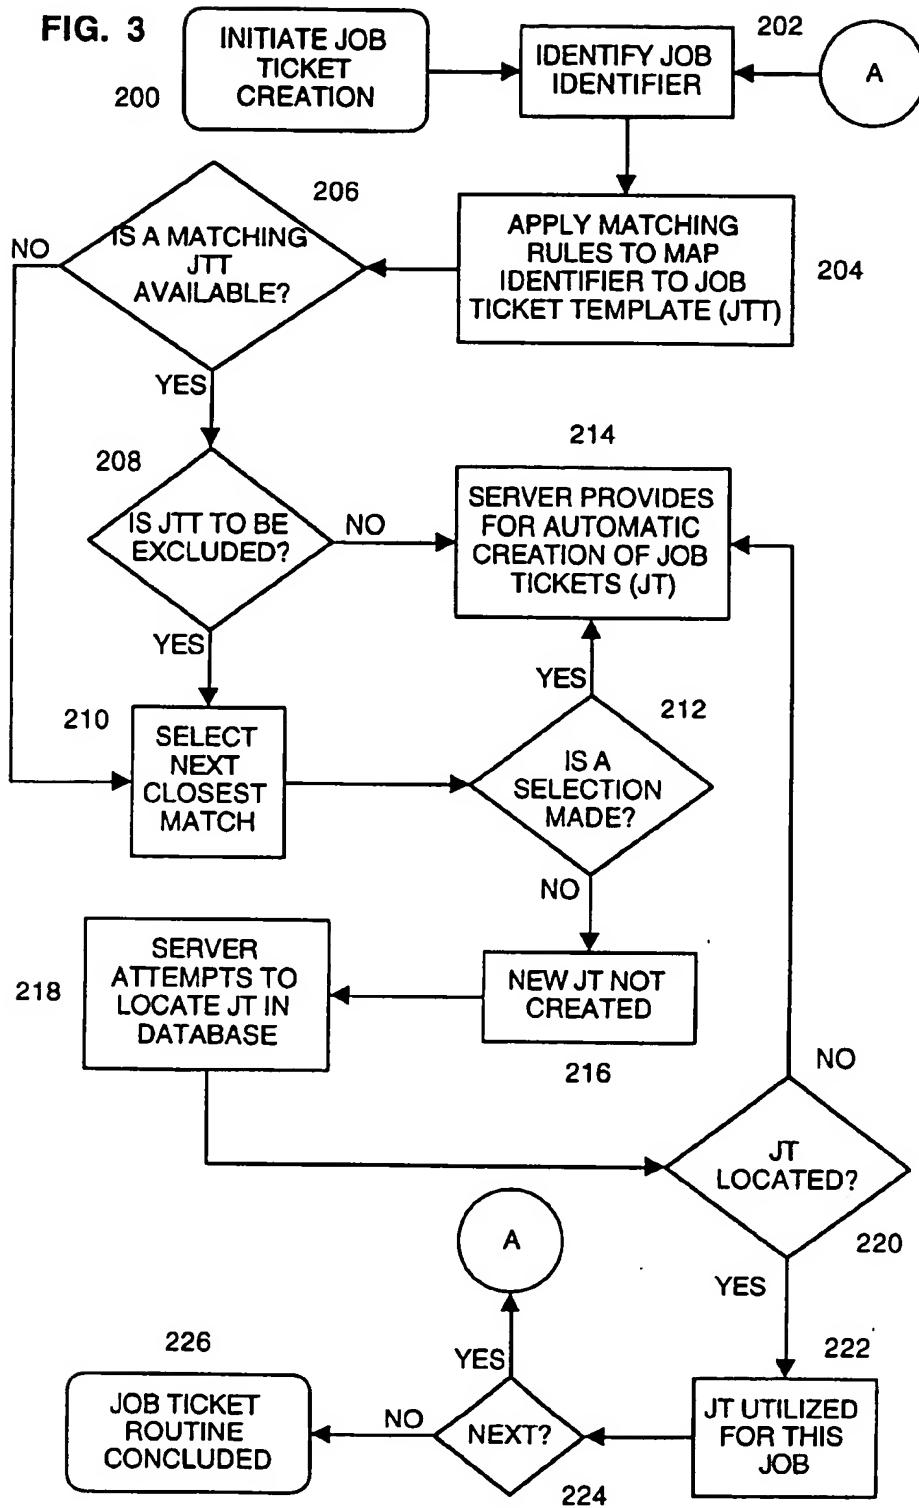 FIG. 3
INITIATE JOB
TICKET
CREATION
200
IDENTIFY JOB
IDENTIFIER
202
A
APPLY MATCHING
RULES TO MAP
IDENTIFIER TO JOB
TICKET TEMPLATE (JTT)
204
206
IS A MATCHING
JTT
AVAILABLE?
NO
YES
208
IS JTT TO BE
EXCLUDED?
NO
YES
214
SERVER PROVIDES
FOR AUTOMATIC
CREATION OF JOB
TICKETS (JT)
210
SELECT
NEXT
CLOSEST
MATCH
YES
212
IS A
SELECTION
MADE?
NO
218
SERVER
ATTEMPTS TO
LOCATE JT IN
DATABASE
NEW JT NOT
CREATED
216
NO
JT
LOCATED?
220
YES
A
222
JT UTILIZED
FOR THIS
JOB
YES
NEXT?
224
NO
226
JOB TICKET
ROUTINE
CONCLUDED